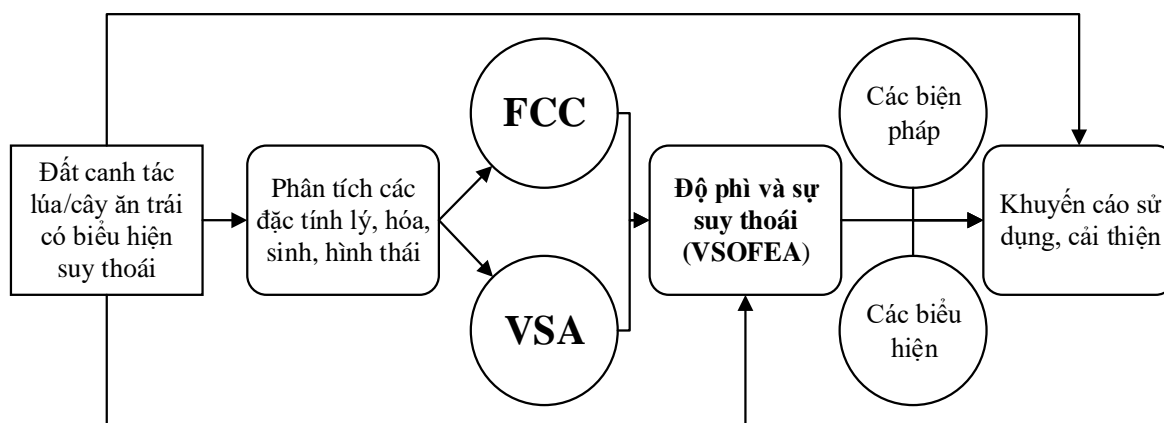 Đất canh tác
lúa/cây ăn trái
có biểu hiện
suy thoái
Phân tích các
đặc tính lý, hóa,
sinh, hình thái
FCC
VSA
Độ phì và sự
suy thoái
(VSOFEA)
Các biện
pháp
Các biểu
hiện
Khuyến cáo sử
dụng, cải thiện